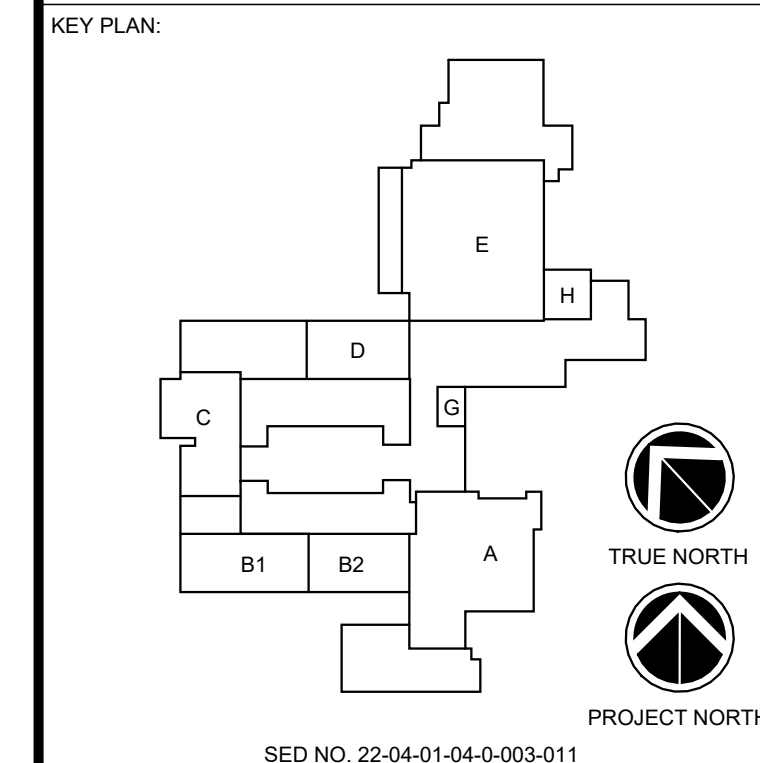 KEY PLAN:
E
H
D
G
C
A
B1 B2
TRUE NORTH
PROJECT NORTH
SED NO. 22-04-01-04-0-003-011